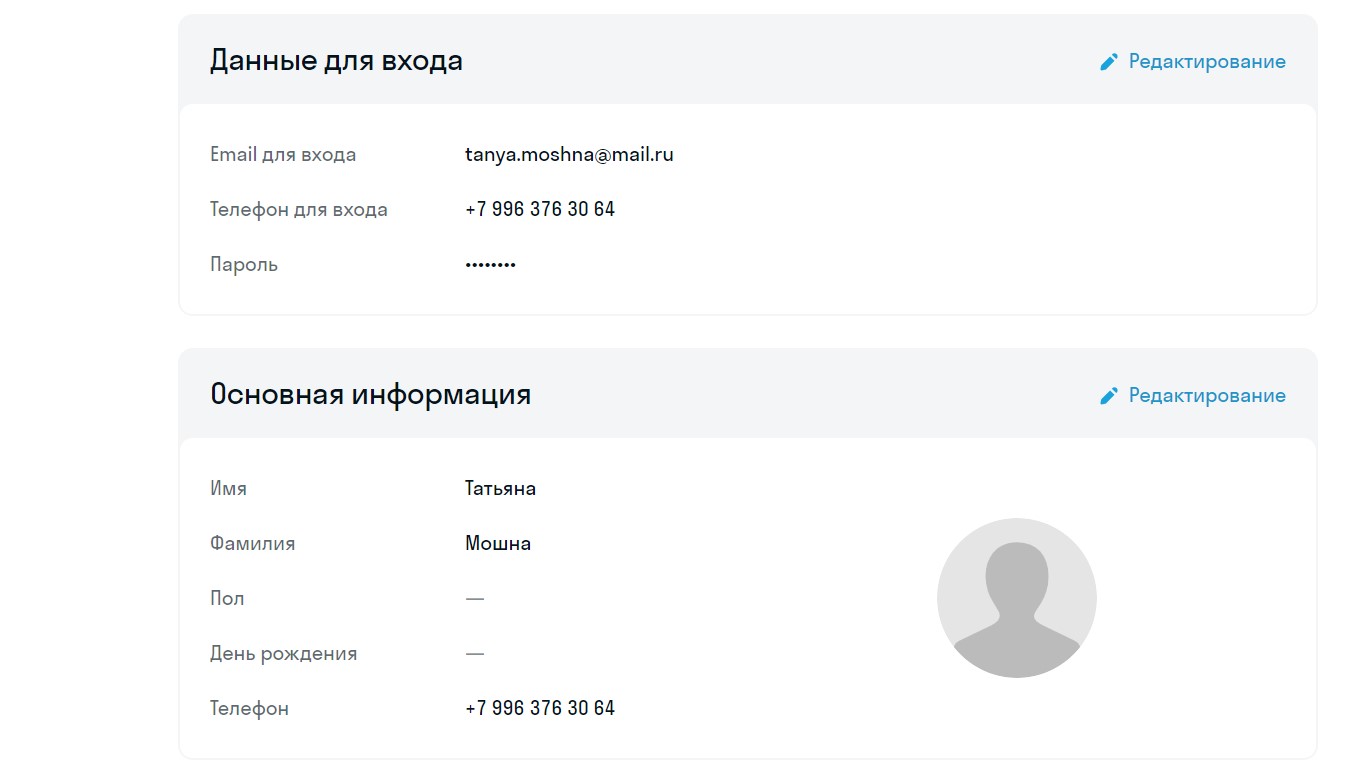 Данные для входа
Редактирование
Email для входа tanya.moshna@mail.ru
Телефон для входа +7 996 376 30 64
Пароль ••••••••
Основная информация
Редактирование
Имя Татьяна
Фамилия Мошна
Пол —
День рождения —
Телефон +7 996 376 30 64